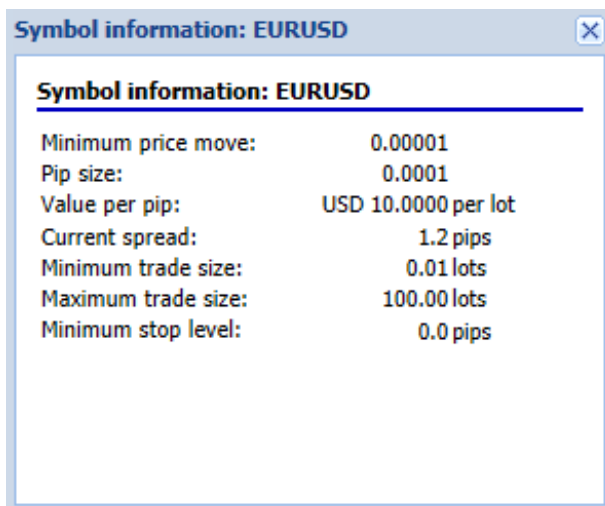 Symbol information: EURUSD
Symbol information: EURUSD
Minimum price move: 0.00001
Pip size: 0.0001
Value per pip: USD 10.0000 per lot
Current spread: 1.2 pips
Minimum trade size: 0.01 lots
Maximum trade size: 100.00 lots
Minimum stop level: 0.0 pips